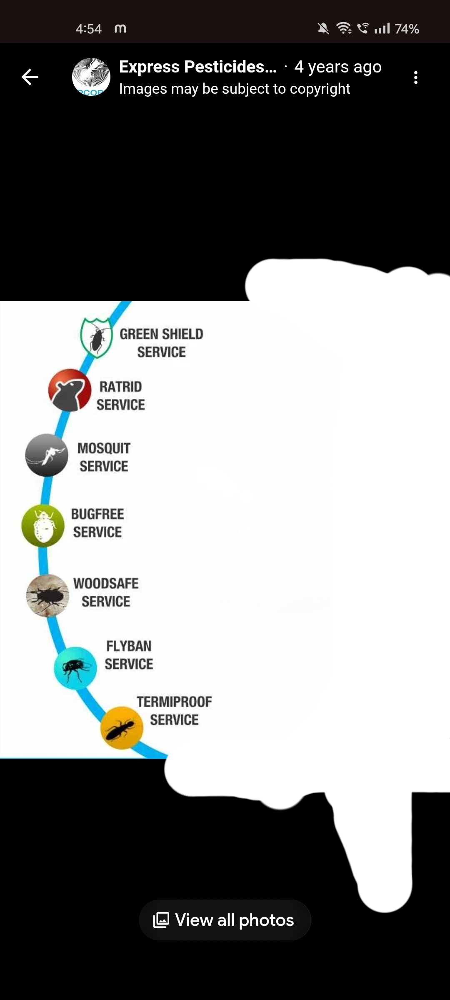 4:54 m 74%
Express Pesticides... · 4 years ago
Images may be subject to copyright
GREEN SHIELD
SERVICE
RATRID
SERVICE
MOSQUIT
SERVICE
BUGFREE
SERVICE
WOODSAFE
SERVICE
FLYBAN
SERVICE
TERMIPROOF
SERVICE
View all photos